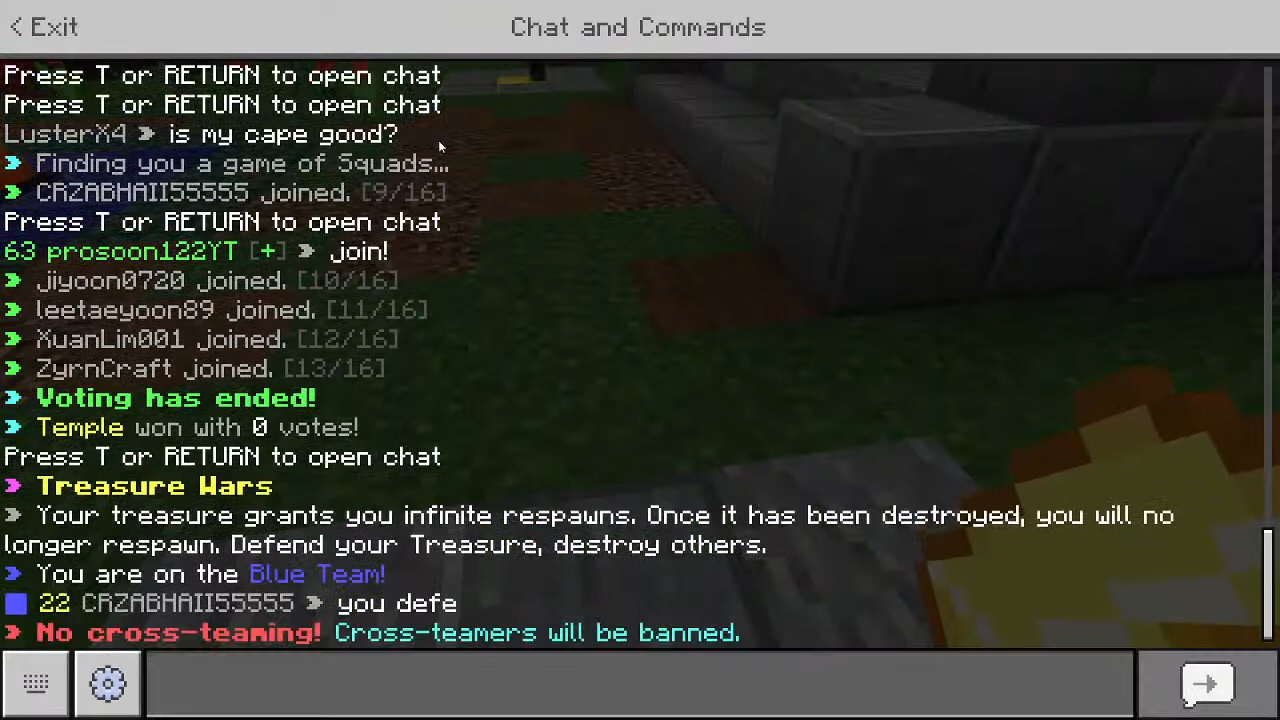 < Exit
Chat and Commands
Press T or RETURN to open chat
Press T or RETURN to open chat
LusterX4 » is my cape good?
» Finding you a game of Squads...
» CRZABHAII55555 joined. [9/16]
Press T or RETURN to open chat
63 prosoon122YT [+] » join!
» jiyoon0720 joined. [10/16]
» leetaeyoon89 joined. [11/16]
» XuanLim001 joined. [12/16]
» ZyrnCraft joined. [13/16]
» Voting has ended!
» Temple won with 0 votes!
Press T or RETURN to open chat
» Treasure Wars
» Your treasure grants you infinite respawns. Once it has been destroyed, you will no
longer respawn. Defend your Treasure, destroy others.
» You are on the Blue Team!
22 CRZABHAII55555 » you defe
» No cross-teaming! Cross-teamers will be banned.